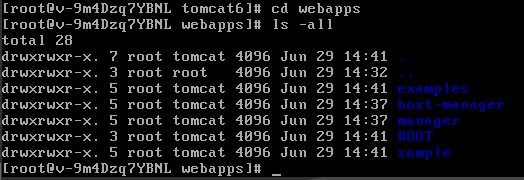 [root@v-9m4Dzq7YBNL tomcat6]# cd webapps
[root@v-9m4Dzq7YBNL webapps]# ls -all
total 28
drwxrwxr-x. 7 root tomcat 4096 Jun 29 14:41 .
drwxrwxr-x. 3 root root   4096 Jun 29 14:32 ..
drwxrwxr-x. 5 root tomcat 4096 Jun 29 14:41 examples
drwxrwxr-x. 5 root tomcat 4096 Jun 29 14:37 host-manager
drwxrwxr-x. 5 root tomcat 4096 Jun 29 14:37 manager
drwxrwxr-x. 3 root tomcat 4096 Jun 29 14:41 ROOT
drwxrwxr-x. 5 root tomcat 4096 Jun 29 14:41 sample
[root@v-9m4Dzq7YBNL webapps]# _